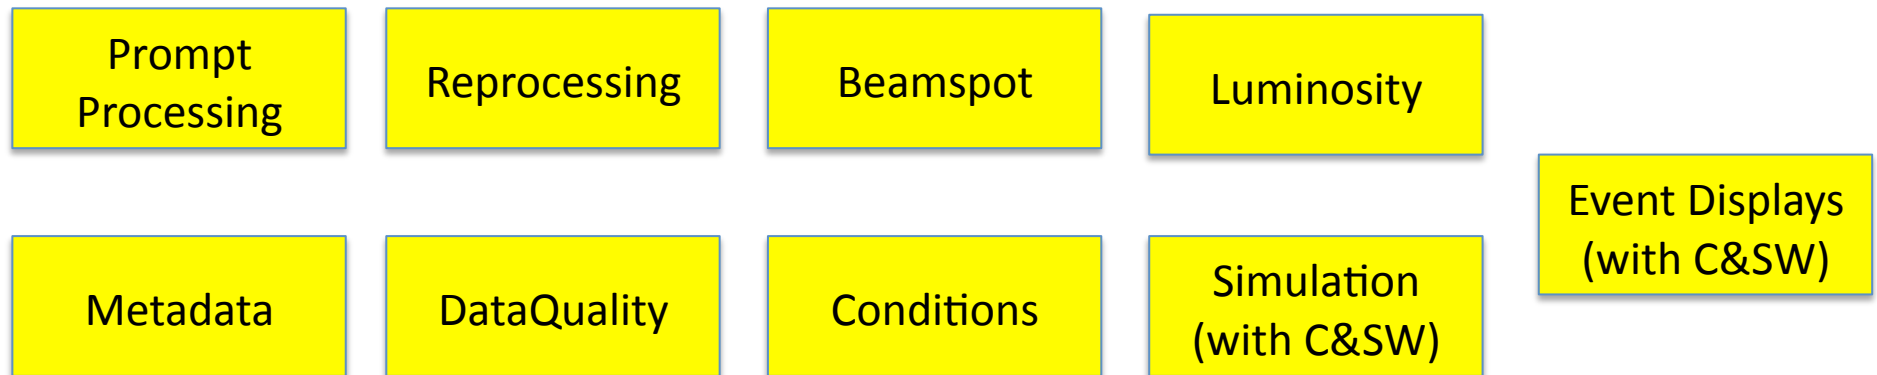 Prompt
Processing
Reprocessing
Beamspot
Luminosity
Event Displays
(with C&SW)
Metadata
DataQuality
Conditions
Simulation
(with C&SW)